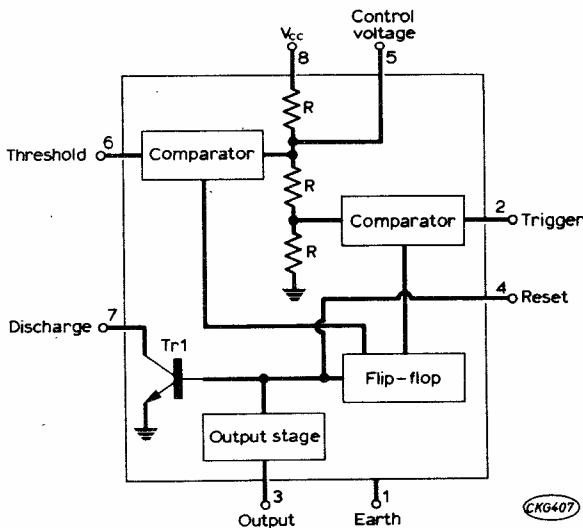 Control
voltage
Vcc
8
5
R
6
Threshold
Comparator
R
2
Comparator
Trigger
R
4
Reset
7
Discharge
Tr1
Flip-flop
Output stage
3
1
Output
Earth
CKG407